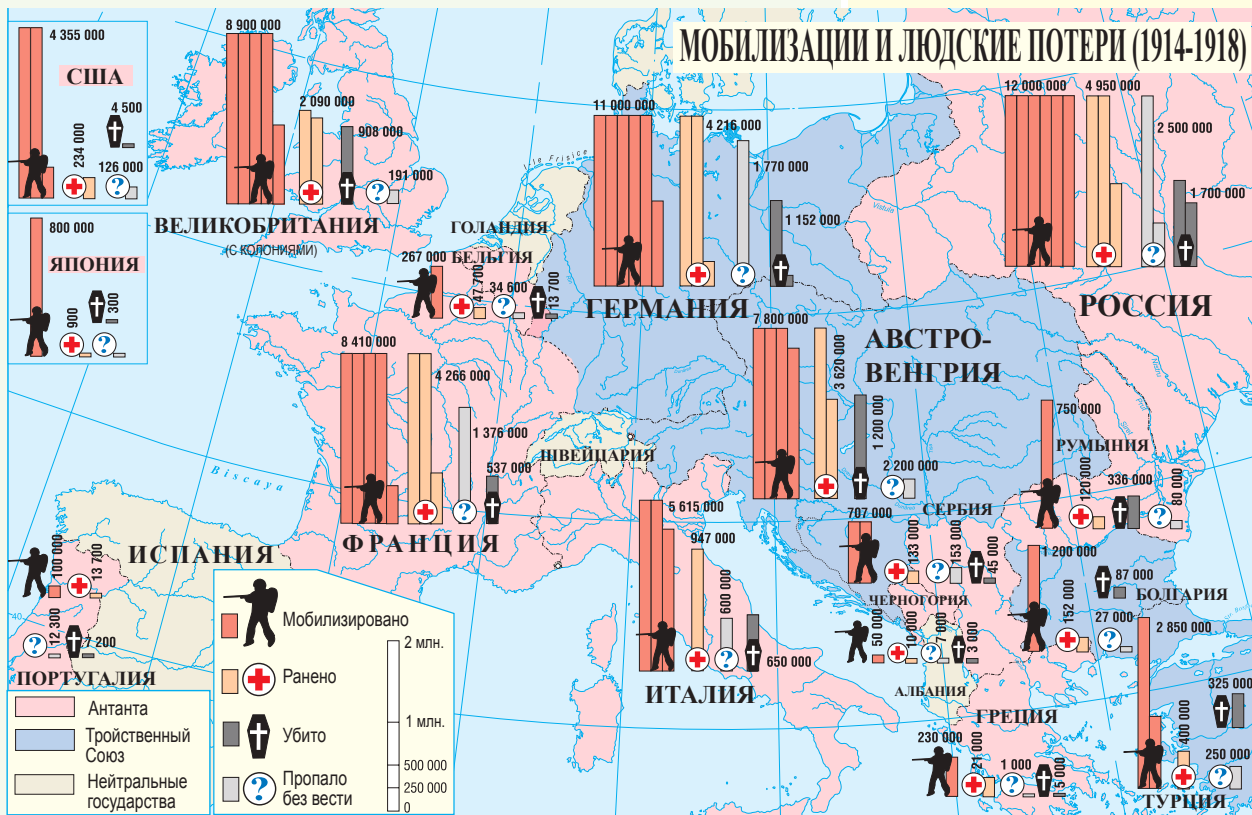 МОБИЛИЗАЦИИ И ЛЮДСКИЕ ПОТЕРИ (1914-1918)
4 355 000
США
234 000
4 500
126 000
800 000
ЯПОНИЯ
900
300
8 900 000
2 090 000
908 000
191 000
ВЕЛИКОБРИТАНИЯ
(С КОЛОНИЯМИ)
11 000 000
4 216 000
1 770 000
1 152 000
ГЕРМАНИЯ
12 000 000
4 950 000
2 500 000
1 700 000
РОССИЯ
ГОЛАНДИЯ
БЕЛЬГИЯ
267 000
47 700
34 600
13 700
8 410 000
4 266 000
1 376 000
537 000
ФРАНЦИЯ
7 800 000
3 620 000
1 200 000
2 200 000
АВСТРО-
ВЕНГРИЯ
ШВЕЙЦАРИЯ
Biscaya
Vistula
750 000
РУМЫНИЯ
120 000
336 000
80 000
5 615 000
947 000
600 000
650 000
ИТАЛИЯ
707 000
СЕРБИЯ
133 000
153 000
45 000
ЧЕРНОГОРИЯ
50 000
10 000
7 000
3 000
АЛБАНИЯ
1 200 000
152 000
27 000
87 000
БОЛГАРИЯ
2 850 000
400 000
325 000
250 000
ТУРЦИЯ
ГРЕЦИЯ
230 000
21 000
1 000
5 000
ИСПАНИЯ
100 000
13 700
12 300
7 200
ПОРТУГАЛИЯ
40
Антанта
Тройственный
Союз
Нейтральные
государства
Мобилизировано
Ранено
Убито
Пропало
без вести
2 млн.
1 млн.
500 000
250 000
0